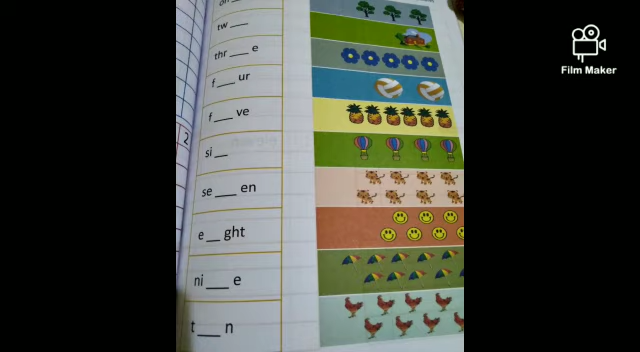 tw ___
thr ___ e
f ___ ur
f ___ ve
si ___
se ___ en
e ___ ght
ni ___ e
t ___ n
2
Film Maker